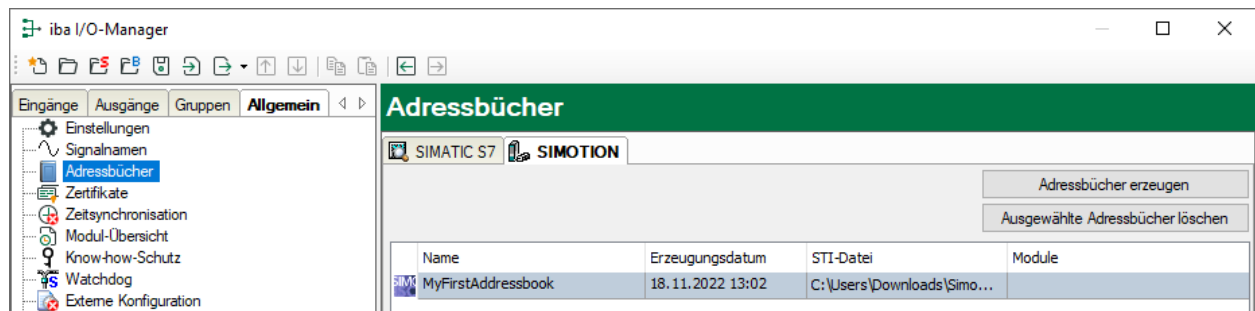 iba I/O-Manager
Eingänge Ausgänge Gruppen Allgemein
Einstellungen
Signalnamen
Adressbücher
Zertifikate
Zeitsynchronisation
Modul-Übersicht
Know-how-Schutz
Watchdog
Externe Konfiguration
Adressbücher
SIMATIC S7 SIMOTION
Adressbücher erzeugen
Ausgewählte Adressbücher löschen
Name Erzeugungsdatum STI-Datei Module
MyFirstAddressbook 18.11.2022 13:02 C:\Users\Downloads\Simo...